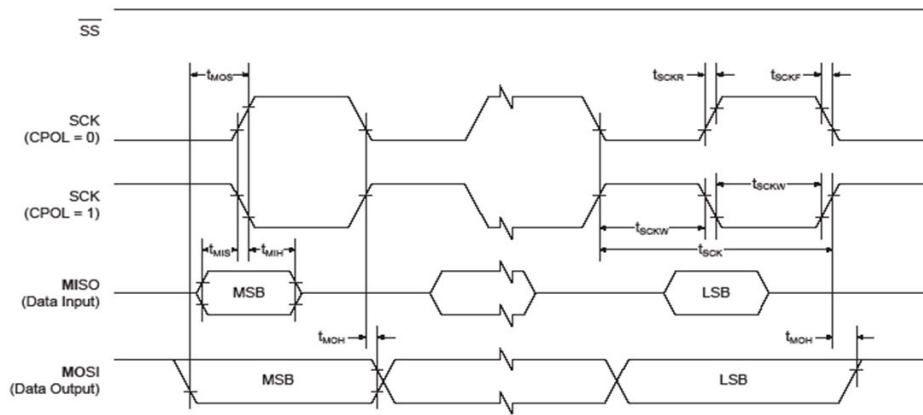 SS
tMOS
tSCKR
tSCKF
SCK
(CPOL = 0)
SCK
(CPOL = 1)
tSCKW
tSCKW
tSCK
tMIS
tMIH
MISO
(Data Input)
MSB
LSB
tMOH
tMOH
MOSI
(Data Output)
MSB
LSB